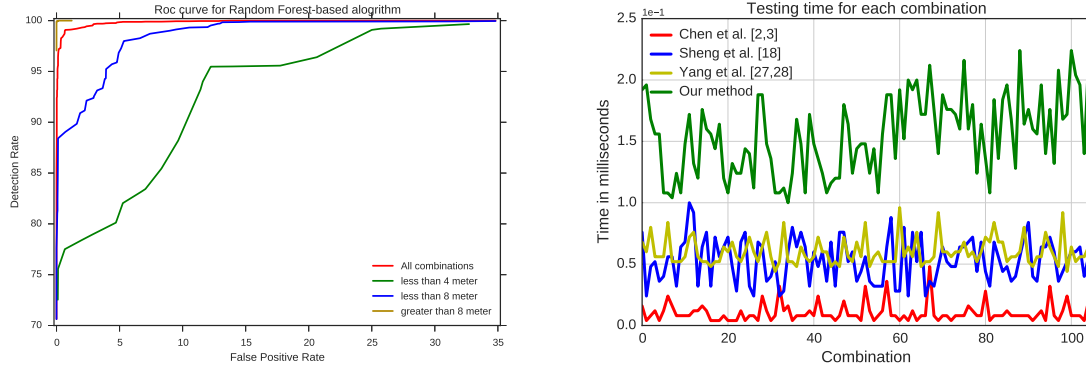 Roc curve for Random Forest-based alogrithm
100
95
90
85
80
75
70
Detection Rate
0
5
10
15
20
25
30
35
False Positive Rate
All combinations
less than 4 meter
less than 8 meter
greater than 8 meter
Testing time for each combination
1e−1
2.5
2.0
1.5
1.0
0.5
0.0
Time in milliseconds
0
20
40
60
80
100
Combination
Chen et al. [2,3]
Sheng et al. [18]
Yang et al. [27,28]
Our method